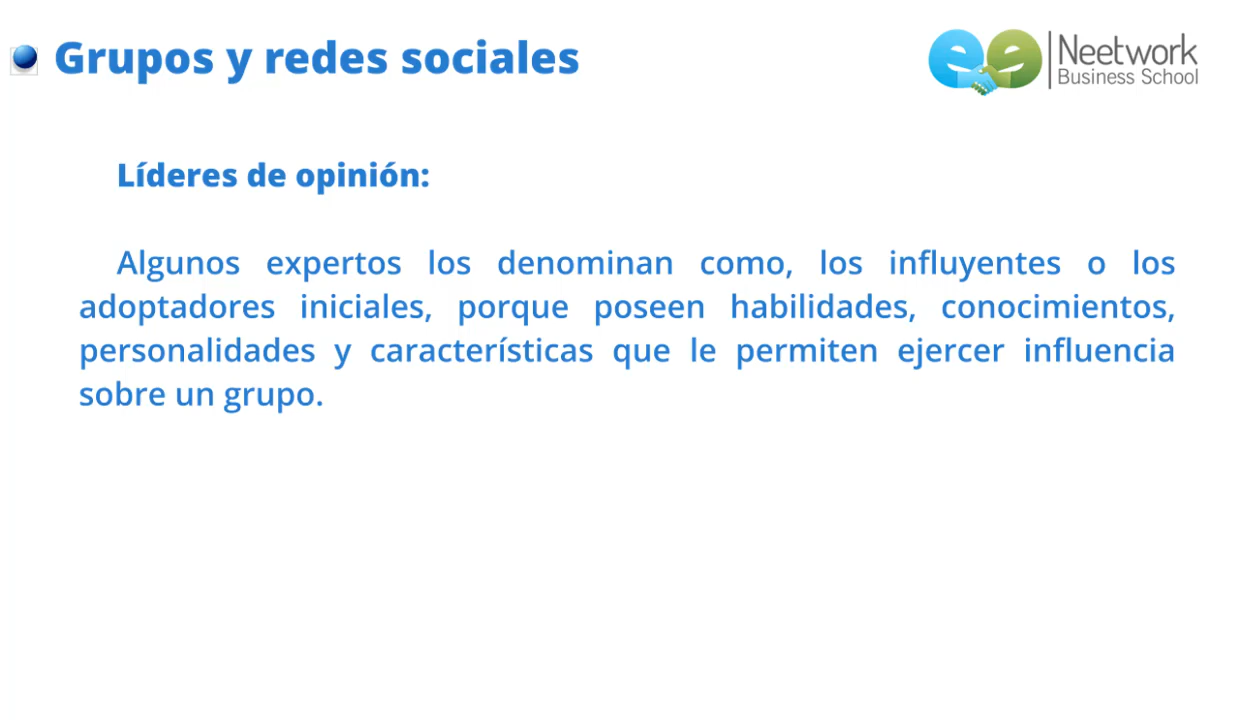 Grupos y redes sociales
Neetwork
Business School
Líderes de opinión:
Algunos expertos los denominan como, los influyentes o los
adoptadores iniciales, porque poseen habilidades, conocimientos,
personalidades y características que le permiten ejercer influencia
sobre un grupo.